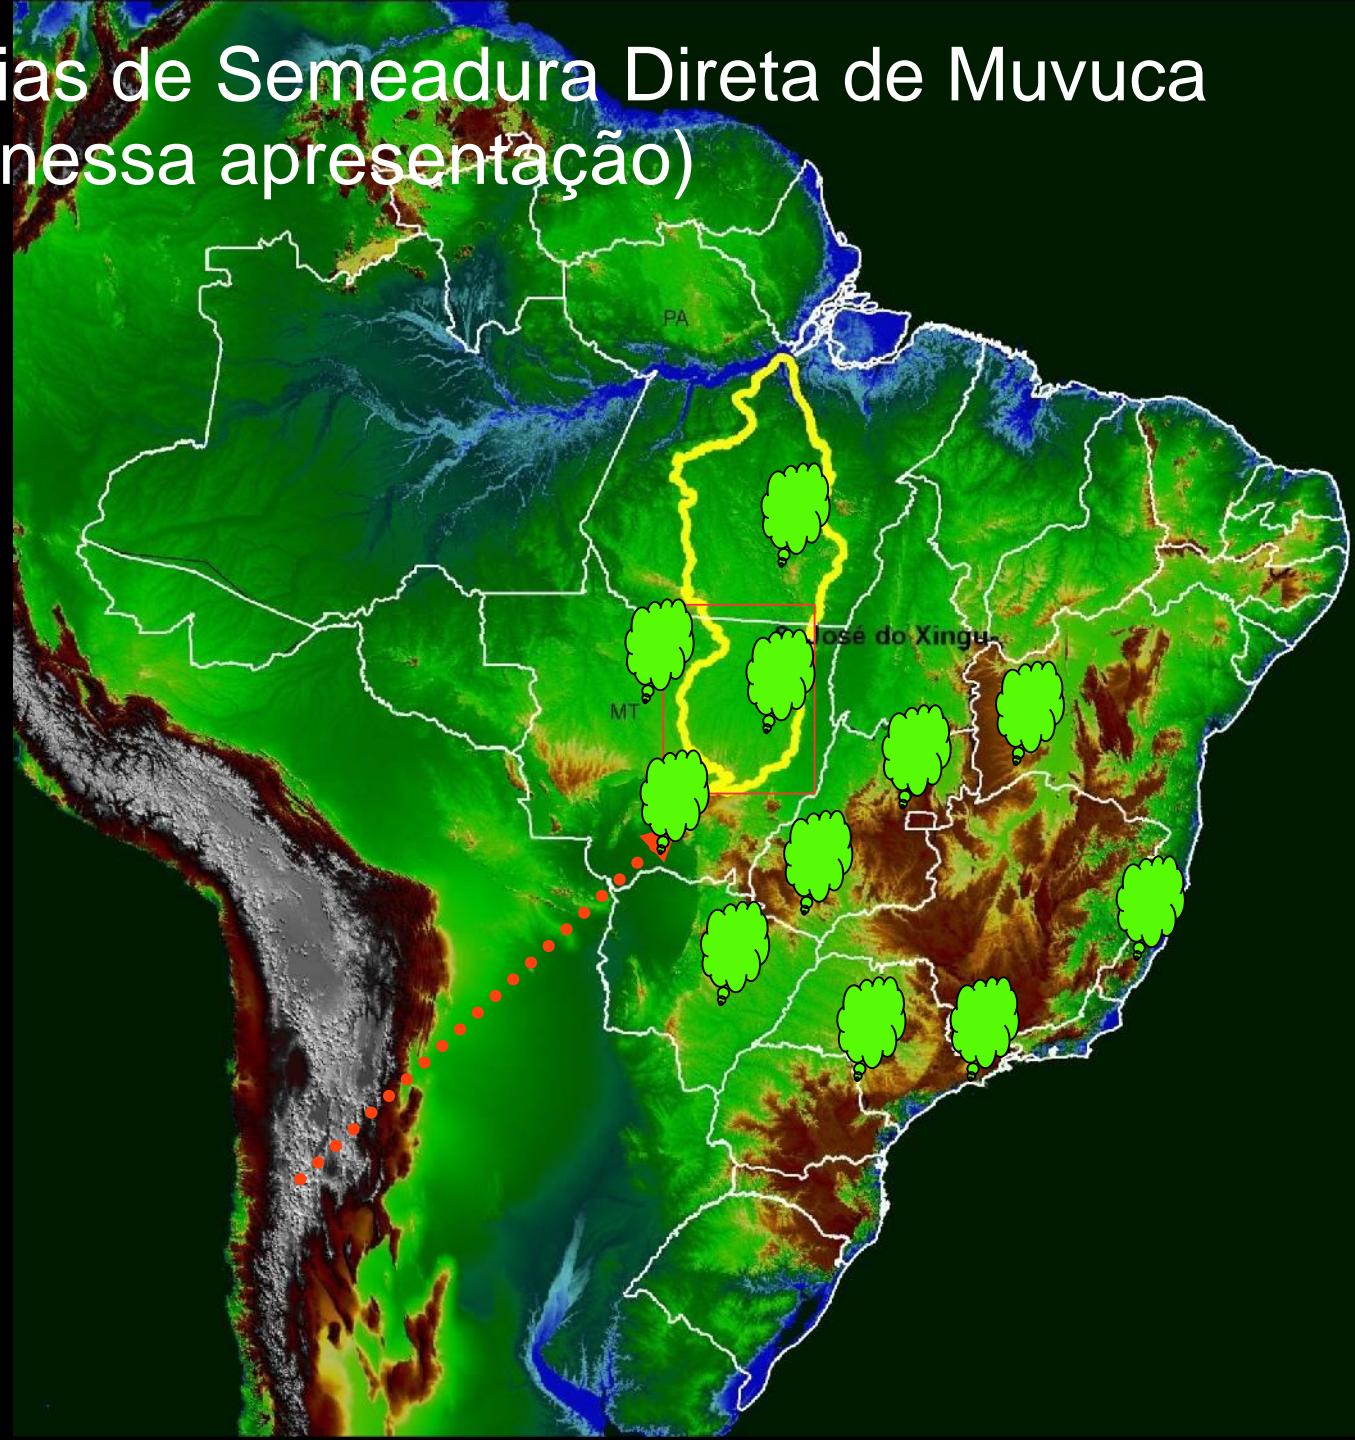 ias de Semeadura Direta de Muvuca
nessa apresentação)
PA
José do Xingu
MT